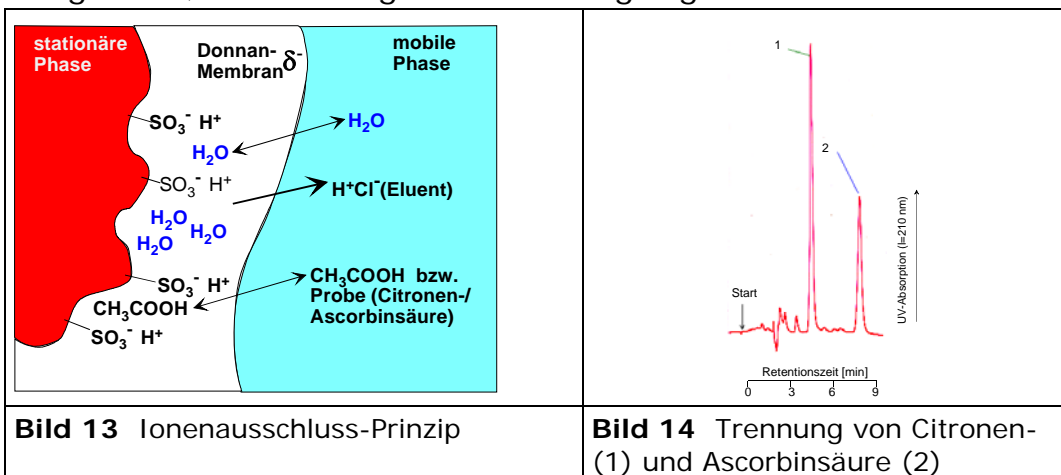 stationäre
Phase
Donnan-
Membran δ-
mobile
Phase
SO3- H+
H2O
H2O
SO3- H+
H+Cl-(Eluent)
H2O
H2O
H2O
SO3- H+
CH3COOH
SO3- H+
CH3COOH bzw.
Probe (Citronen-/
Ascorbinsäure)
1
2
Start
UV-Absorption (l=210 nm)
Retentionszeit [min]
0 3 6 9
Bild 13 Ionenausschluss-Prinzip
Bild 14 Trennung von Citronen-
(1) und Ascorbinsäure (2)